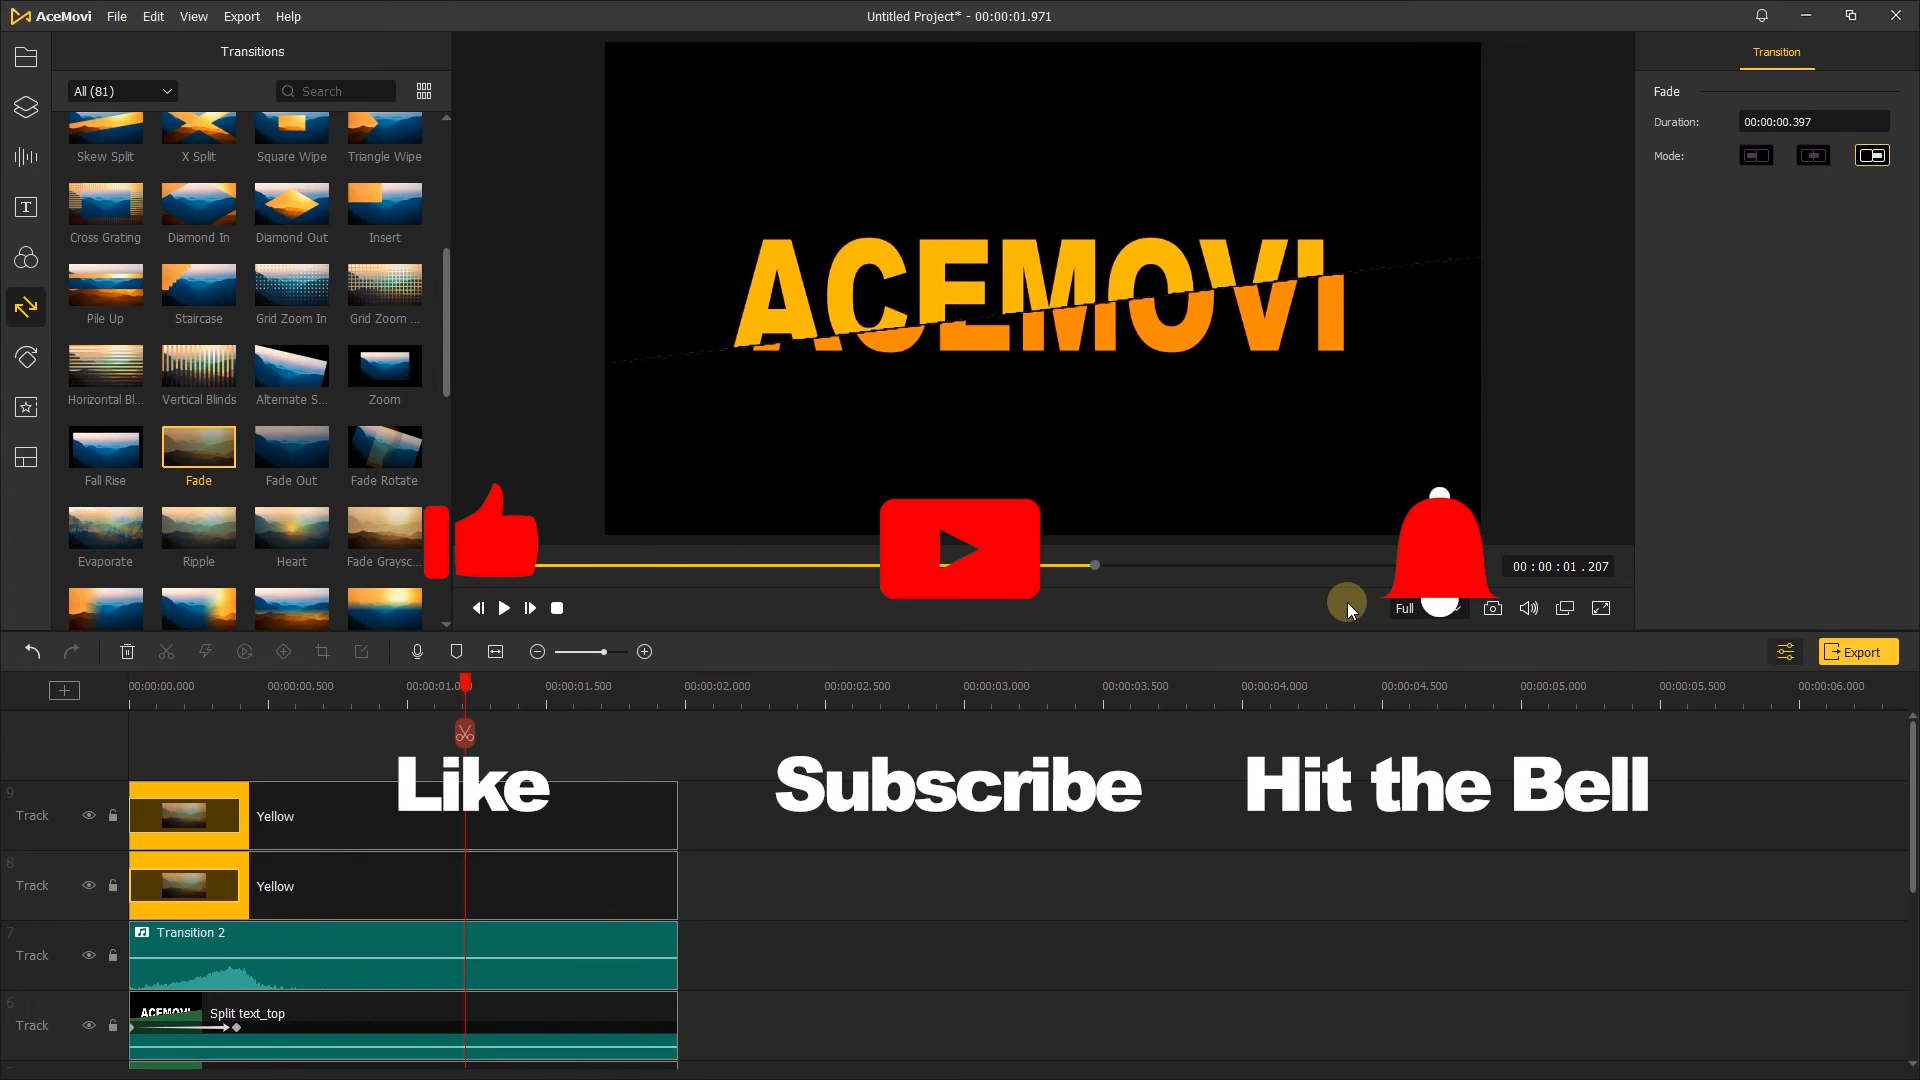 AceMovi File Edit View Export Help
Untitled Project* - 00:00:01.971
Transitions
All (81)
Search
Skew Split X Split Square Wipe Triangle Wipe
Cross Grating Diamond In Diamond Out Insert
Pile Up Staircase Grid Zoom In Grid Zoom ...
Horizontal Bl... Vertical Blinds Alternate S... Zoom
Fall Rise Fade Fade Out Fade Rotate
Evaporate Ripple Heart Fade Graysc...
ACEMOVI
Transition
Fade
Duration: 00:00:00.397
Mode:
00 : 00 : 01 . 207
Full
Export
00:00:00.000 00:00:00.500 00:00:01.0 00:00:01.500 00:00:02.000 00:00:02.500 00:00:03.000 00:00:03.500 00:00:04.000 00:00:04.500 00:00:05.000 00:00:05.500 00:00:06.000
Like Subscribe Hit the Bell
9
Track Yellow
8
Track Yellow
7
Track Transition 2
6
Track ACEMOVI Split text_top